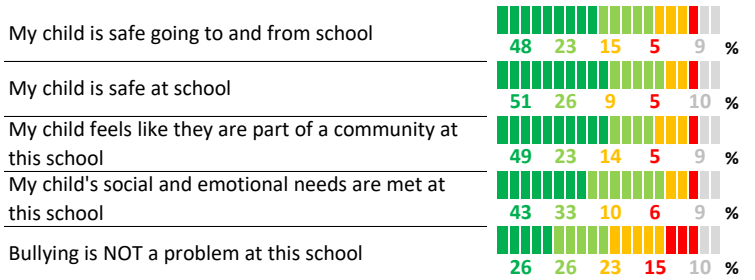 My child is safe going to and from school
48 23 15 5 9 %
My child is safe at school
51 26 9 5 10 %
My child feels like they are part of a community at
this school
49 23 14 5 9 %
My child's social and emotional needs are met at
this school
43 33 10 6 9 %
Bullying is NOT a problem at this school
26 26 23 15 10 %